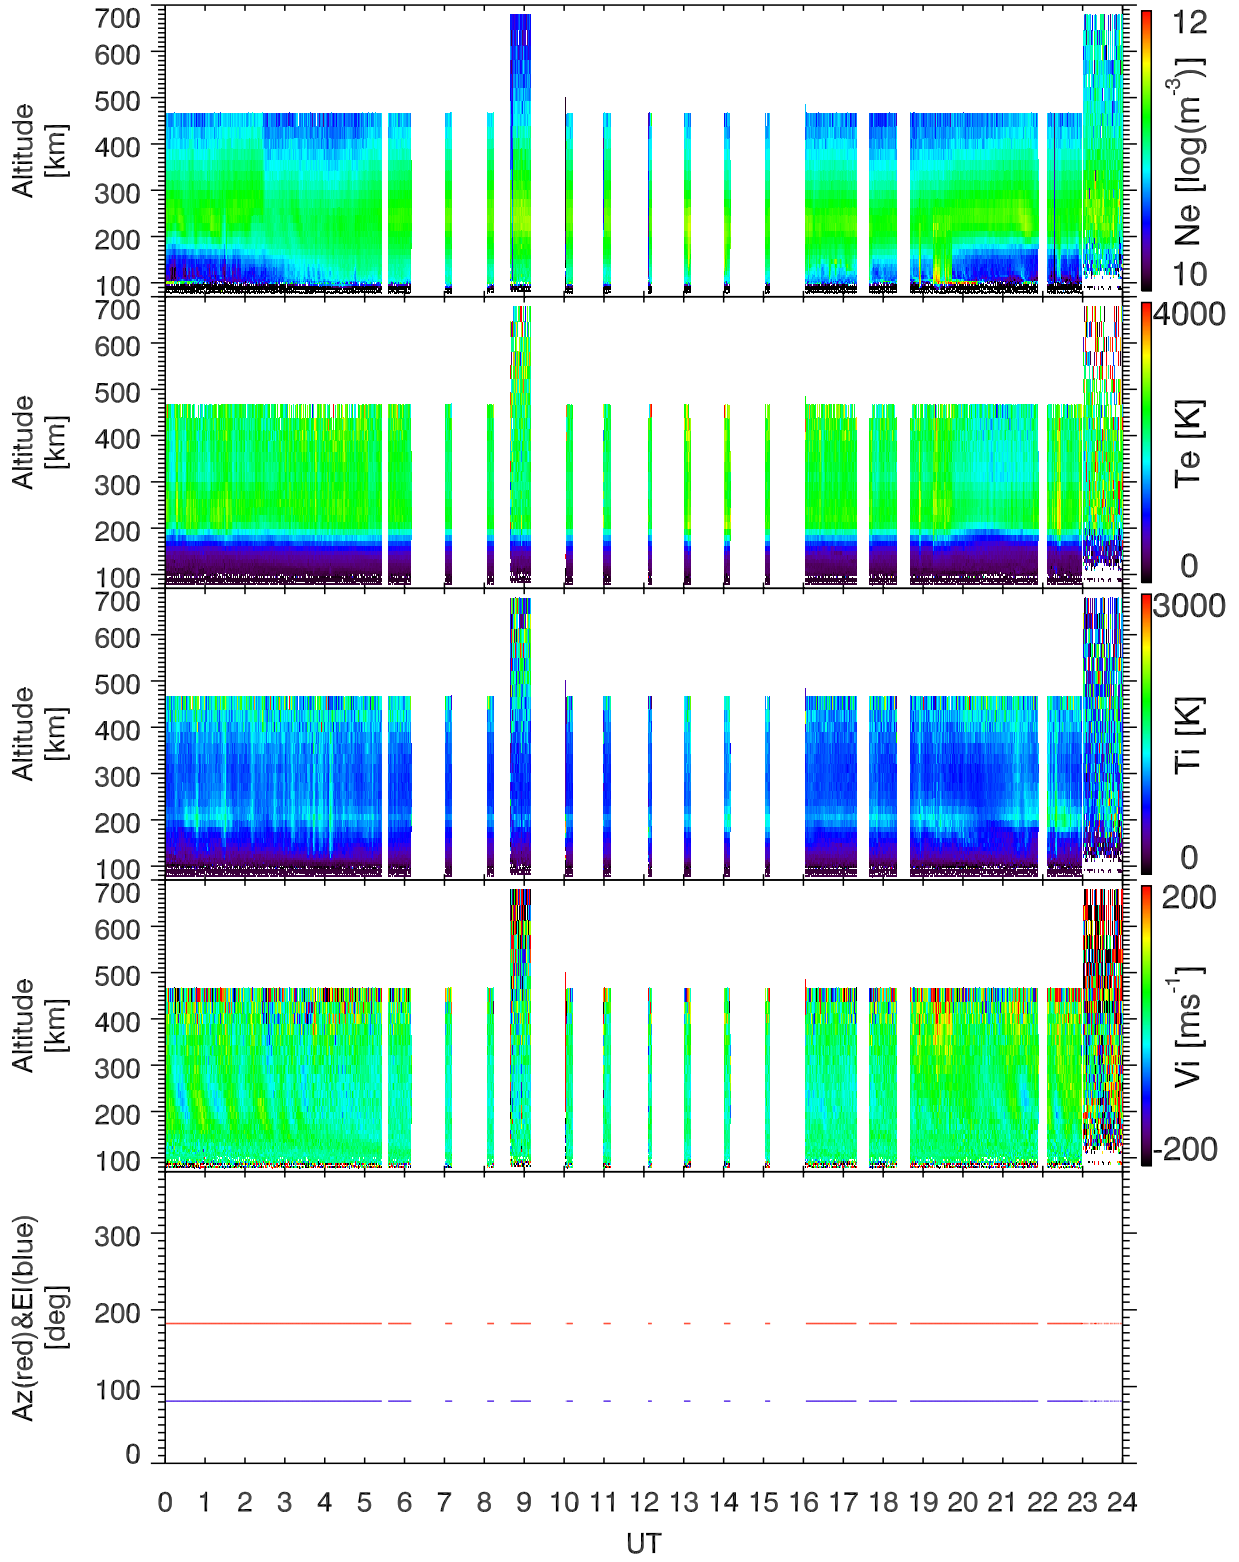 700
600
500
400
300
200
100
Altitude
[km]
12
Ne [log(m⁻³)]
10
700
600
500
400
300
200
100
Altitude
[km]
4000
Te [K]
0
700
600
500
400
300
200
100
Altitude
[km]
3000
Ti [K]
0
700
600
500
400
300
200
100
Altitude
[km]
200
Vi [ms⁻¹]
-200
300
200
100
0
Az(red)&El(blue)
[deg]
0 1 2 3 4 5 6 7 8 9 10 11 12 13 14 15 16 17 18 19 20 21 22 23 24
UT